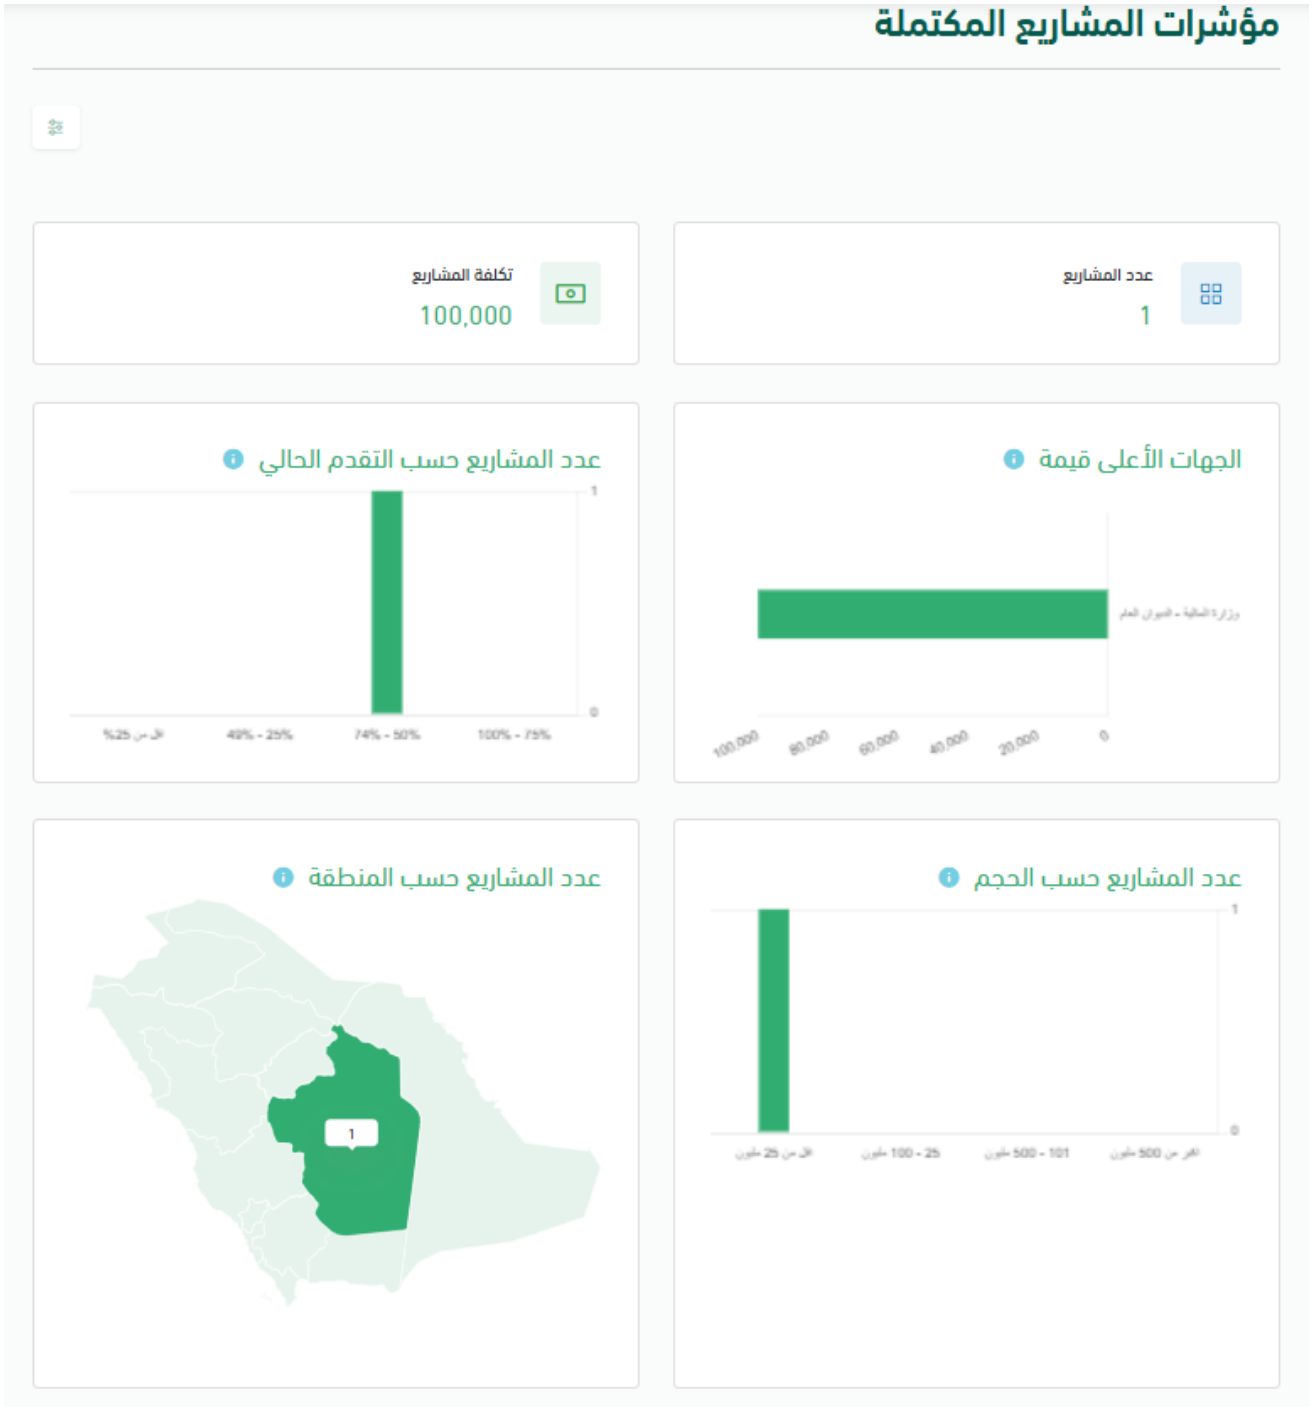 مؤشرات المشاريع المكتملة
عدد المشاريع
1
تكلفة المشاريع
100,000
الجهات الأعلى قيمة
وزارة المالية - الديوان العام
0
20,000
40,000
60,000
80,000
100,000
عدد المشاريع حسب التقدم الحالي
1
0
100% - 75%
74% - 50%
49% - 25%
اقل من 25%
عدد المشاريع حسب الحجم
1
0
اكثر من 500 مليون
101 - 500 مليون
25 - 100 مليون
اقل من 25 مليون
عدد المشاريع حسب المنطقة
1